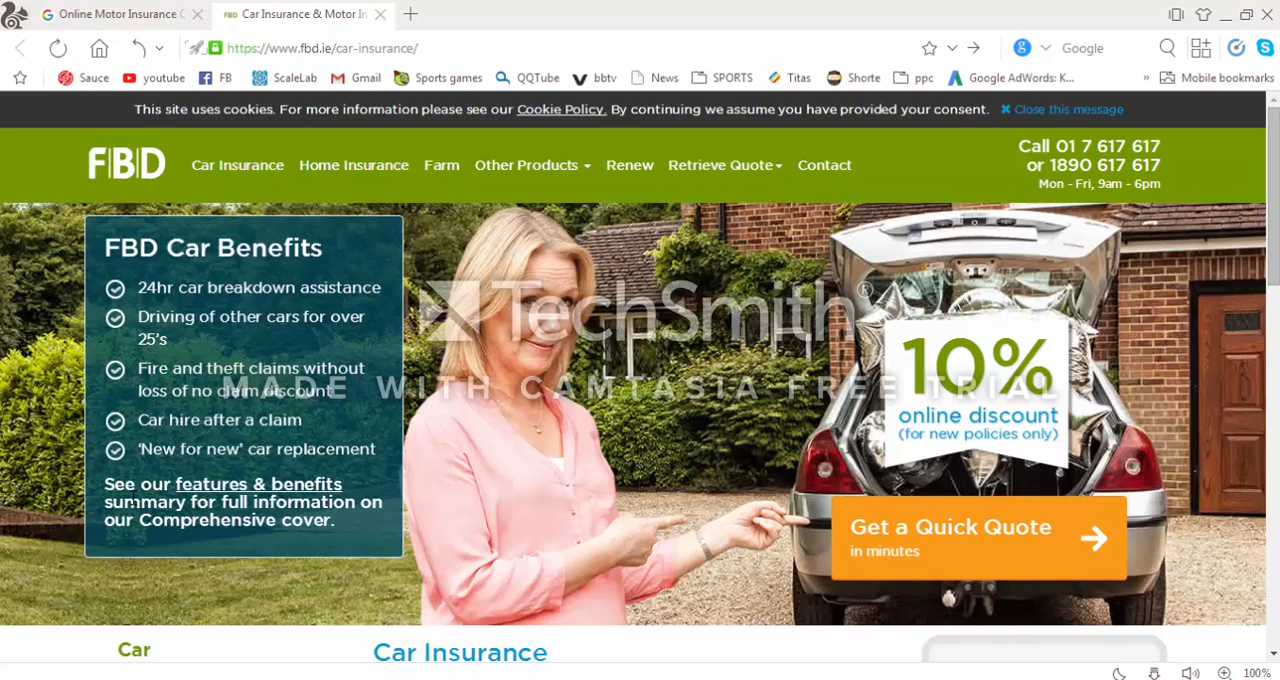 Online Motor Insurance
FBD Car Insurance & Motor In
https://www.fbd.ie/car-insurance/
Google
Sauce youtube FB ScaleLab Gmail Sports games QQTube bbtv News SPORTS Titas Shorte ppc Google AdWords: K... » Mobile bookmarks
This site uses cookies. For more information please see our Cookie Policy. By continuing we assume you have provided your consent. ✖ Close this message
FBD Car Insurance Home Insurance Farm Other Products Renew Retrieve Quote Contact
Call 01 7 617 617
or 1890 617 617
Mon - Fri, 9am - 6pm
FBD Car Benefits
24hr car breakdown assistance
Driving of other cars for over
25's
Fire and theft claims without
loss of no claim discount
Car hire after a claim
'New for new' car replacement
See our features & benefits
summary for full information on
our Comprehensive cover.
TechSmith®
MADE WITH CAMTASIA FREE TRIAL
10%
online discount
(for new policies only)
Get a Quick Quote
in minutes
Car
Car Insurance
100%